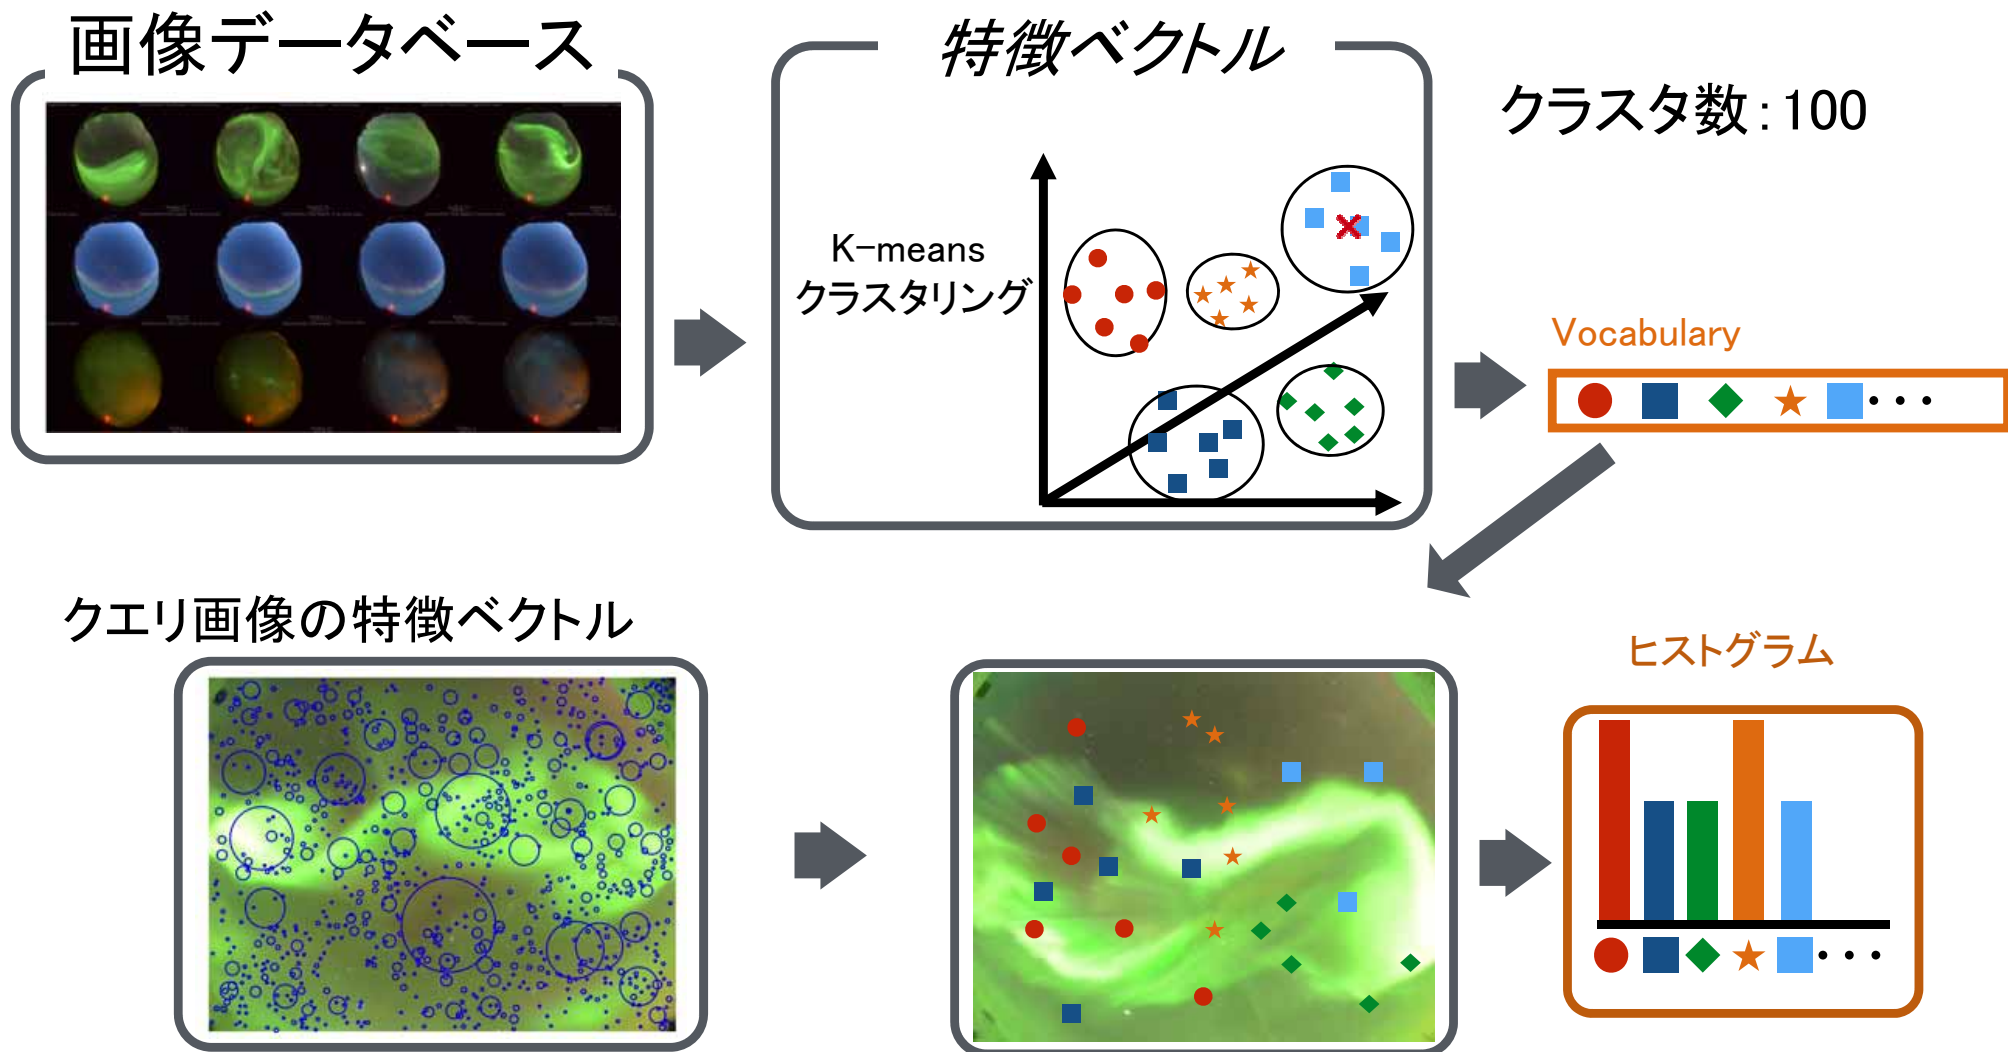 画像データベース
特徴ベクトル
クラスタ数：100
K-means
クラスタリング
Vocabulary
・・・
クエリ画像の特徴ベクトル
ヒストグラム
・・・